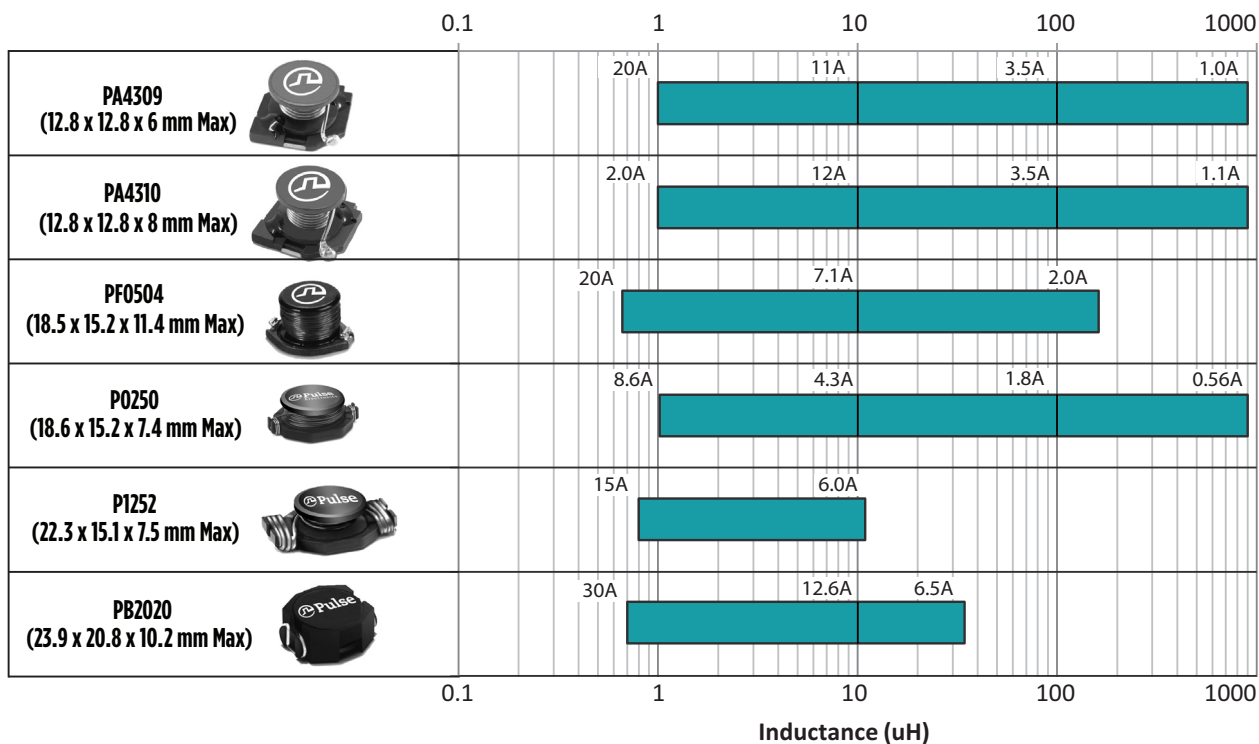 0.1 1 10 100 1000
PA4309
(12.8 x 12.8 x 6 mm Max)
20A 11A 3.5A 1.0A
PA4310
(12.8 x 12.8 x 8 mm Max)
2.0A 12A 3.5A 1.1A
PF0504
(18.5 x 15.2 x 11.4 mm Max)
20A 7.1A 2.0A
P0250
(18.6 x 15.2 x 7.4 mm Max)
Pulse
8.6A 4.3A 1.8A 0.56A
P1252
(22.3 x 15.1 x 7.5 mm Max)
Pulse
15A 6.0A
PB2020
(23.9 x 20.8 x 10.2 mm Max)
Pulse
30A 12.6A 6.5A
0.1 1 10 100 1000
Inductance (uH)